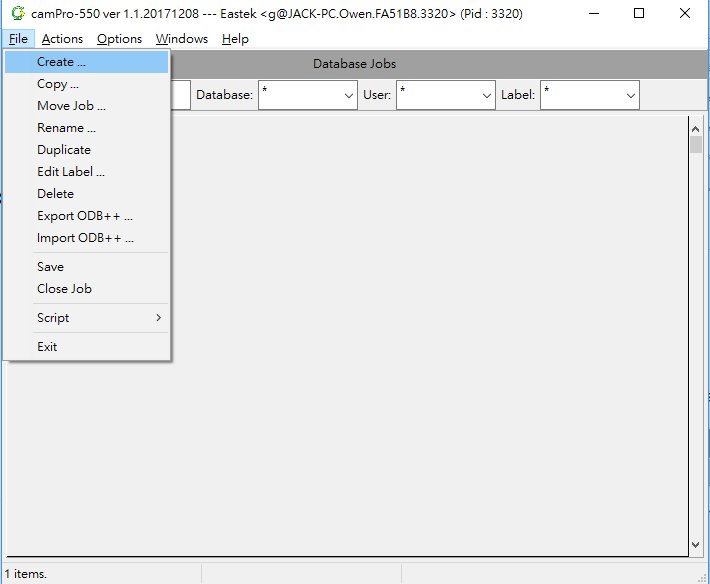 camPro-550 ver 1.1.20171208 --- Eastek <g@JACK-PC.Owen.FA51B8.3320> (Pid : 3320)
File Actions Options Windows Help
Database Jobs
Database: * User: * Label: *
Create ...
Copy ...
Move Job ...
Rename ...
Duplicate
Edit Label ...
Delete
Export ODB++ ...
Import ODB++ ...
Save
Close Job
Script
Exit
1 items.